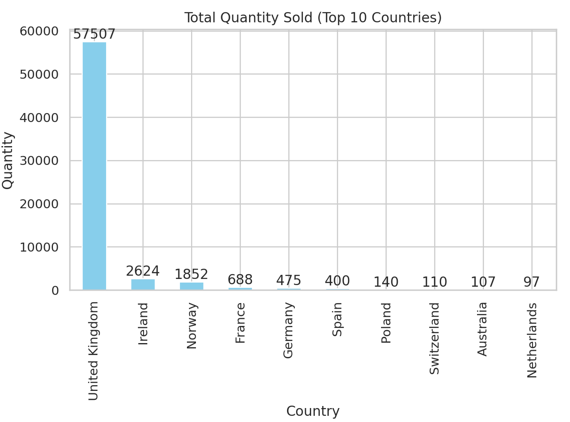 Total Quantity Sold (Top 10 Countries)
Quantity
60000
50000
40000
30000
20000
10000
0
57507
2624
1852
688
475
400
140
110
107
97
United Kingdom
Ireland
Norway
France
Germany
Spain
Poland
Switzerland
Australia
Netherlands
Country